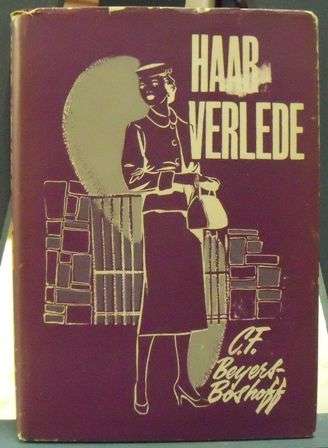 HAAR
VERLEDE
C.F.
Beyers-
Boshoff